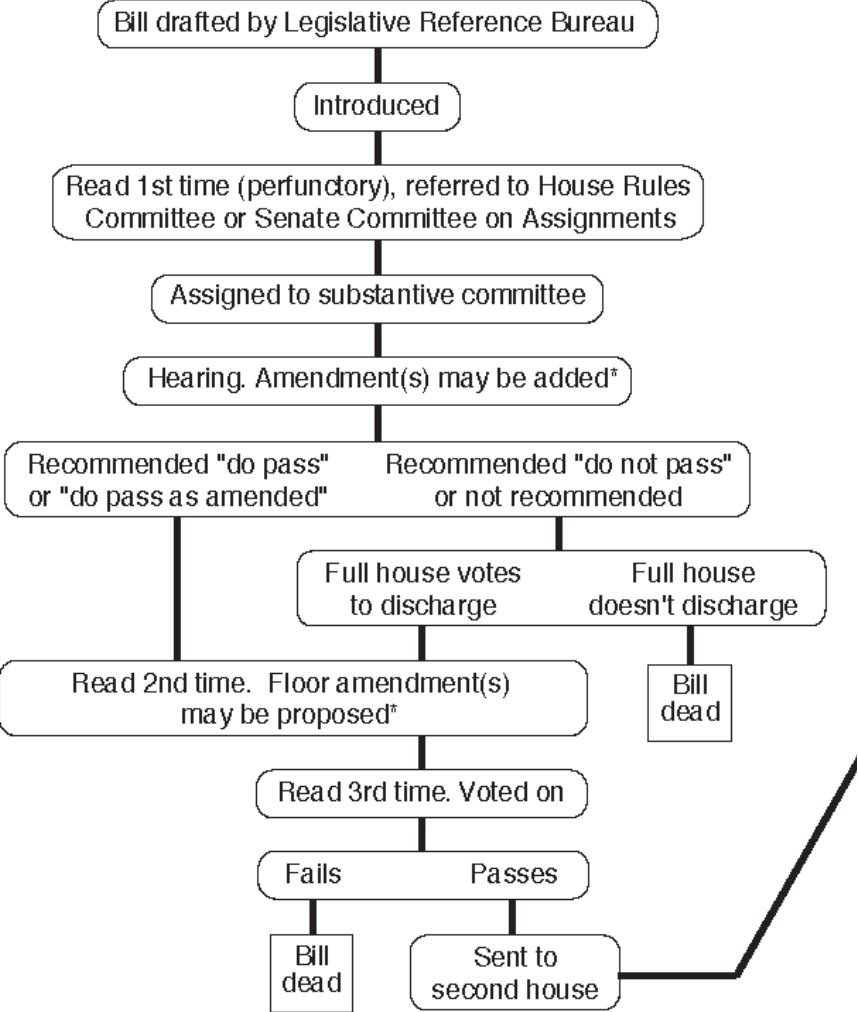 Bill drafted by Legislative Reference Bureau
Introduced
Read 1st time (perfunctory), referred to House Rules
Committee or Senate Committee on Assignments
Assigned to substantive committee
Hearing. Amendment(s) may be added*
Recommended "do pass"
or "do pass as amended"
Recommended "do not pass"
or not recommended
Full house votes
to discharge
Full house
doesn't discharge
Read 2nd time. Floor amendment(s)
may be proposed*
Bill
dead
Read 3rd time. Voted on
Fails
Passes
Bill
dead
Sent to
second house